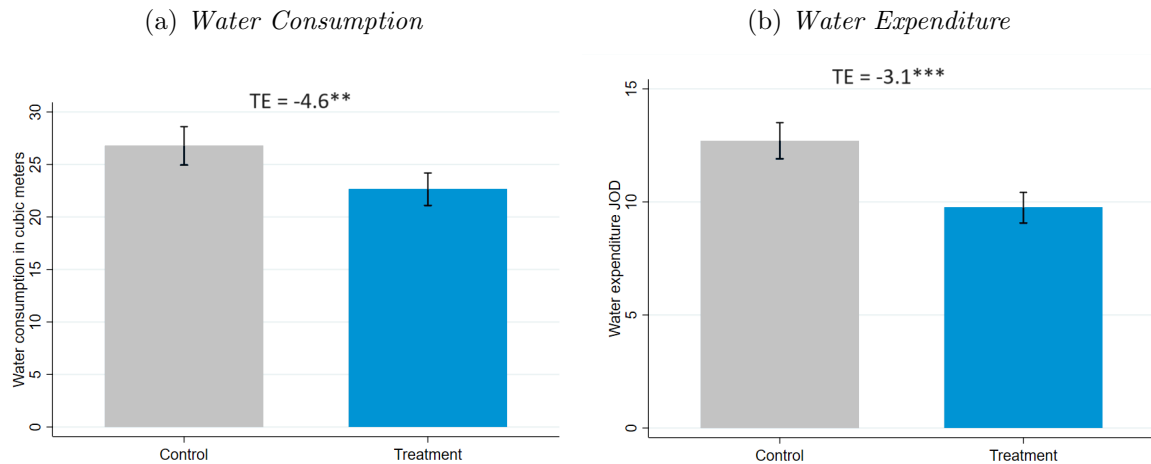 (a) Water Consumption
TE = -4.6**
Water consumption in cubic meters
30
25
20
15
10
5
0
Control Treatment
(b) Water Expenditure
TE = -3.1***
Water expenditure JOD
15
10
5
0
Control Treatment